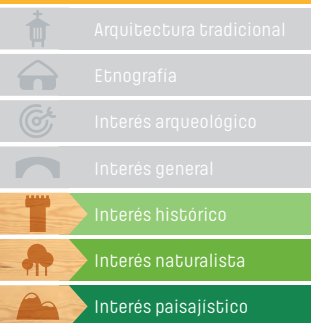 Arquitectura tradicional
Etnografía
Interés arqueológico
Interés general
Interés histórico
Interés naturalista
Interés paisajístico